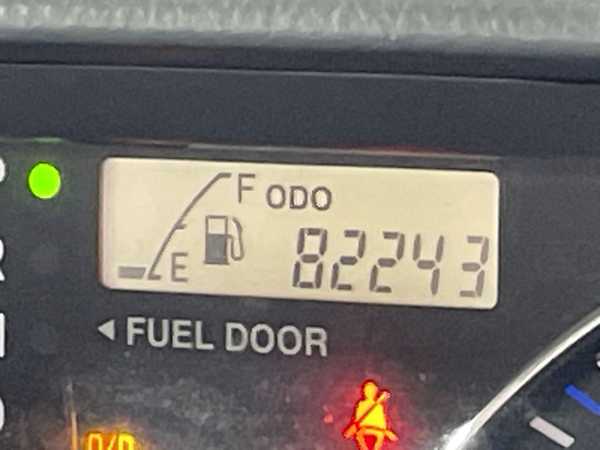 P
F ODO
R
E 82243
N
◄ FUEL DOOR
D
O/D